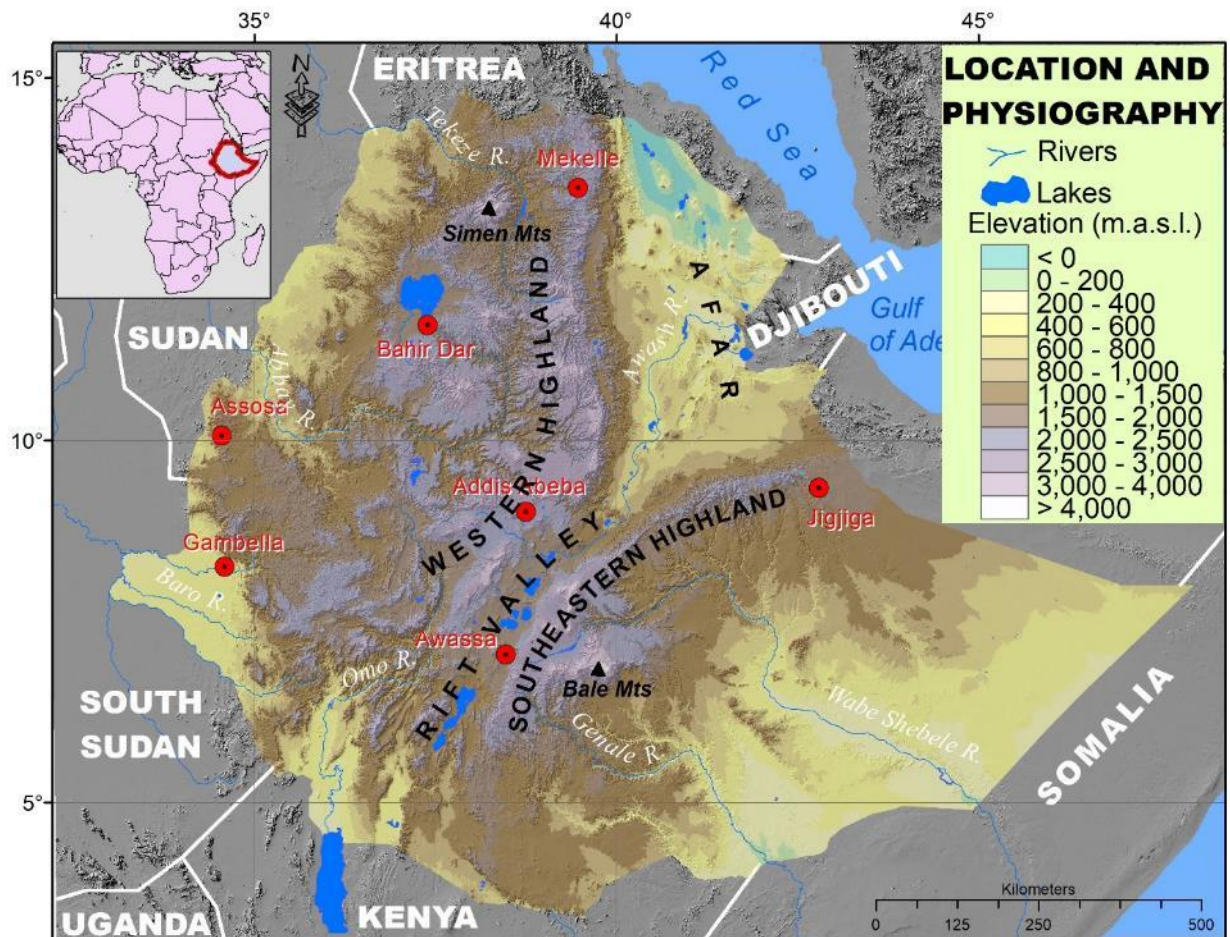 35°
40°
45°
15°
10°
5°
N
ERITREA
Red Sea
Tekeze R.
Mekelle
Simen Mts
SUDAN
Bahir Dar
Abbay R.
Assosa
WESTERN HIGHLAND
Awash R.
AFAR
DJIBOUTI
Gulf
of Ade
Addis Abeba
Gambella
Baro R.
RIFT VALLEY
SOUTHEASTERN HIGHLAND
Jigjiga
Awassa
Omo R.
Bale Mts
Genale R.
Wabe Shebele R.
SOUTH
SUDAN
SOMALIA
UGANDA
KENYA
LOCATION AND
PHYSIOGRAPHY
Rivers
Lakes
Elevation (m.a.s.l.)
< 0
0 - 200
200 - 400
400 - 600
600 - 800
800 - 1,000
1,000 - 1,500
1,500 - 2,000
2,000 - 2,500
2,500 - 3,000
3,000 - 4,000
> 4,000
Kilometers
0 125 250 500